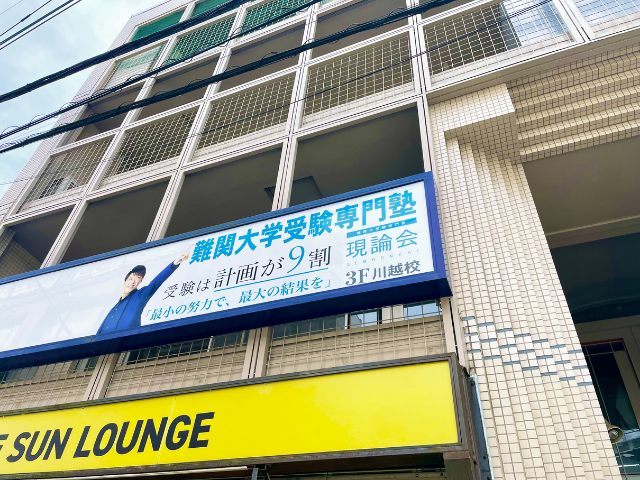 難関大学受験専門塾
受験は計画が9割
「最小の努力で、最大の結果を」
現論会
3F川越校
SUN LOUNGE